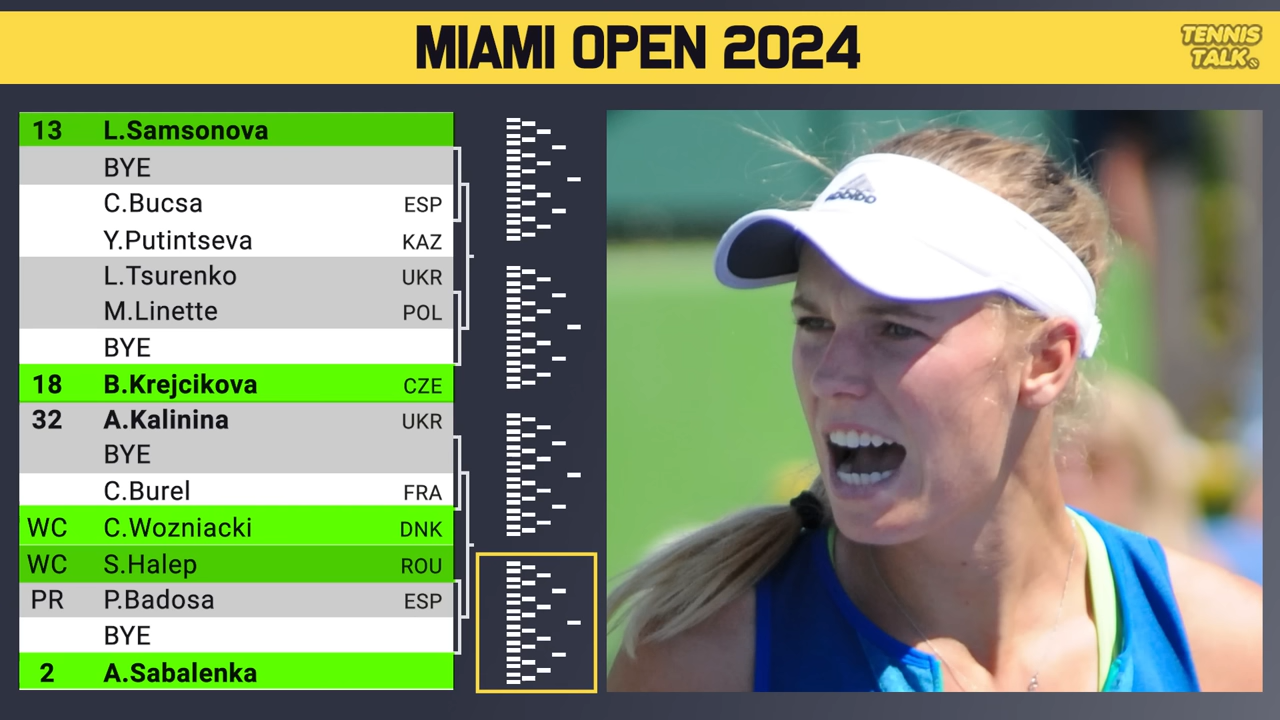 MIAMI OPEN 2024
TENNIS
TALK
13 L.Samsonova
BYE
C.Bucsa ESP
Y.Putintseva KAZ
L.Tsurenko UKR
M.Linette POL
BYE
18 B.Krejcikova CZE
32 A.Kalinina UKR
BYE
C.Burel FRA
WC C.Wozniacki DNK
WC S.Halep ROU
PR P.Badosa ESP
BYE
2 A.Sabalenka